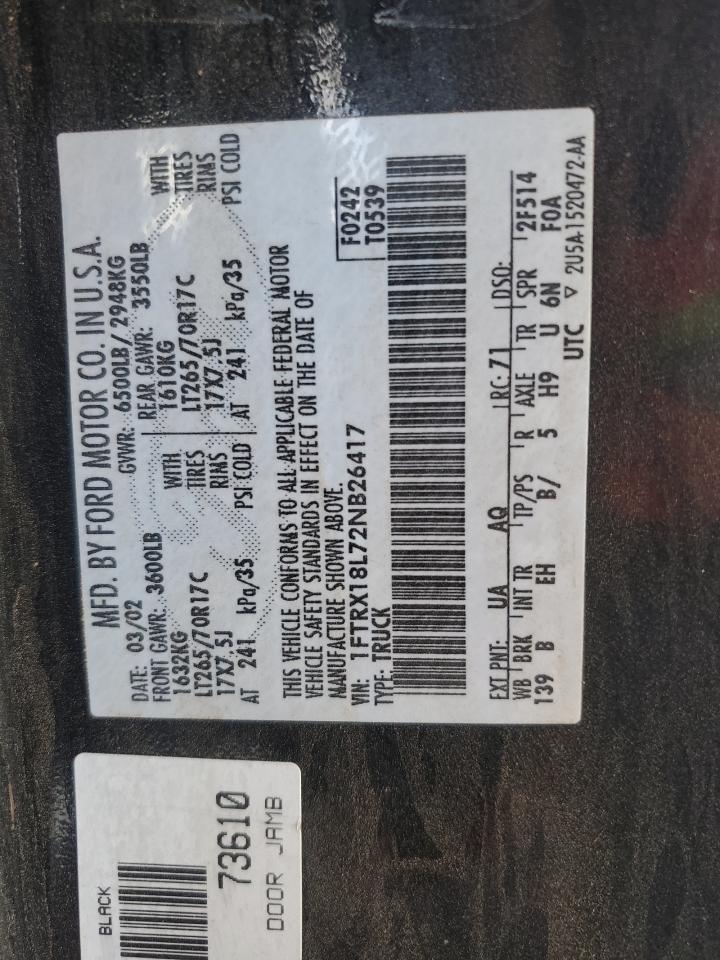 MFD. BY FORD MOTOR CO. IN U.S.A.
DATE: 03/02 GVWR: 6500LB/ 2948KG
FRONT GAWR: 3600LB REAR GAWR: 3550LB
1632KG WITH 1610KG WITH
LT265/70R17C TIRES LT265/70R17C TIRES
17X7.5J RIMS 17X7.5J RIMS
AT 241 kPa/35 PSI COLD AT 241 kPa/35 PSI COLD
THIS VEHICLE CONFORMS TO ALL APPLICABLE FEDERAL MOTOR
VEHICLE SAFETY STANDARDS IN EFFECT ON THE DATE OF
MANUFACTURE SHOWN ABOVE.
VIN: 1FTRX18L72NB26417 F0242
TYPE: TRUCK T0539
EXT PNT: UA AQ RC: 71 DSO:
WB BRK INT TR TP/PS R AXLE TR SPR 2F514
139 B EH B/ 5 H9 U 6N F0A
UTC ▽ 2U5A-1520472-AA
BLACK
73610
DOOR JAMB